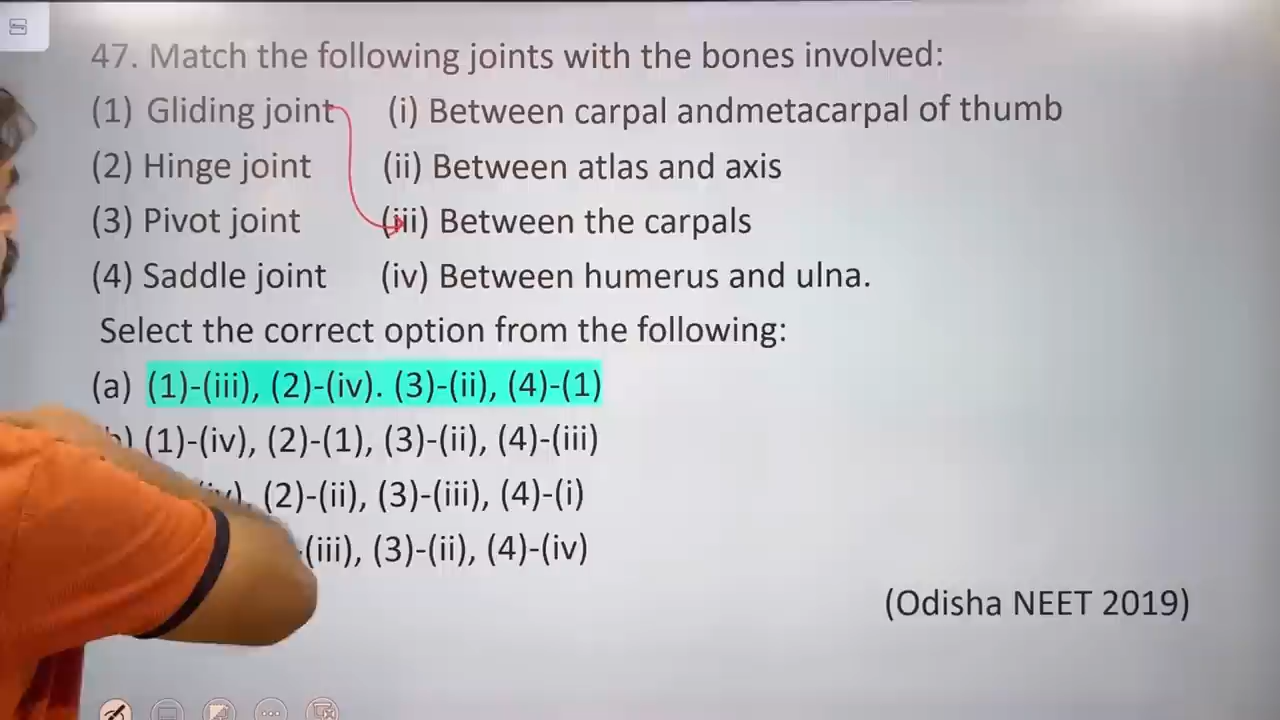 47. Match the following joints with the bones involved:
(1) Gliding joint (i) Between carpal andmetacarpal of thumb
(2) Hinge joint (ii) Between atlas and axis
(3) Pivot joint (iii) Between the carpals
(4) Saddle joint (iv) Between humerus and ulna.
Select the correct option from the following:
(a) (1)-(iii), (2)-(iv). (3)-(ii), (4)-(1)
(1)-(iv), (2)-(1), (3)-(ii), (4)-(iii)
(2)-(ii), (3)-(iii), (4)-(i)
(iii), (3)-(ii), (4)-(iv)
(Odisha NEET 2019)